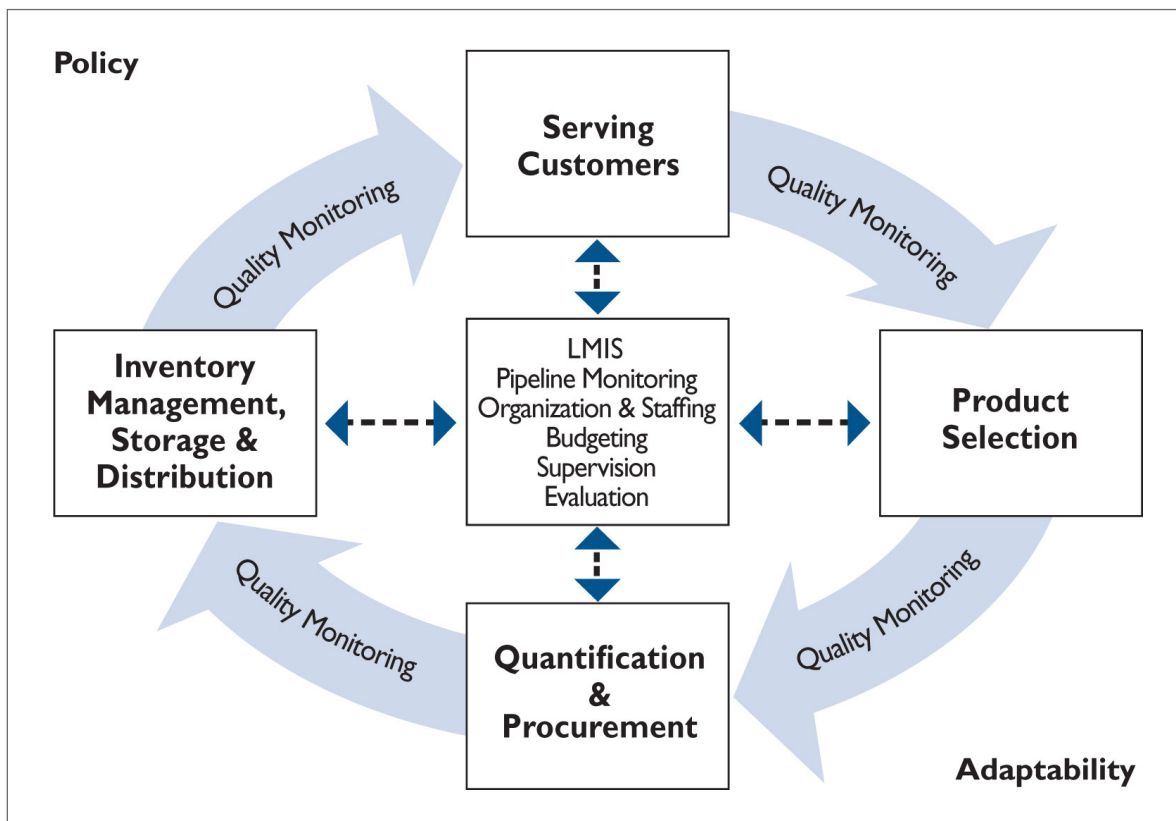 Policy
Serving
Customers
Quality Monitoring
Quality Monitoring
Inventory
Management,
Storage &
Distribution
LMIS
Pipeline Monitoring
Organization & Staffing
Budgeting
Supervision
Evaluation
Product
Selection
Quality Monitoring
Quality Monitoring
Quantification
&
Procurement
Adaptability